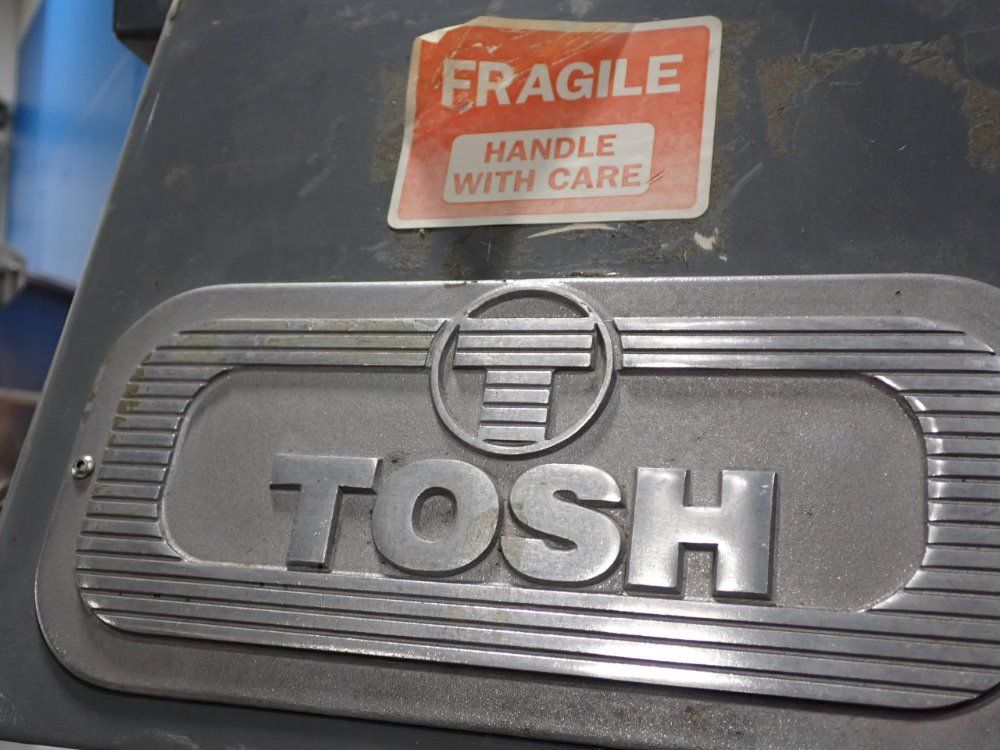 FRAGILE
HANDLE
WITH CARE
T
TOSH